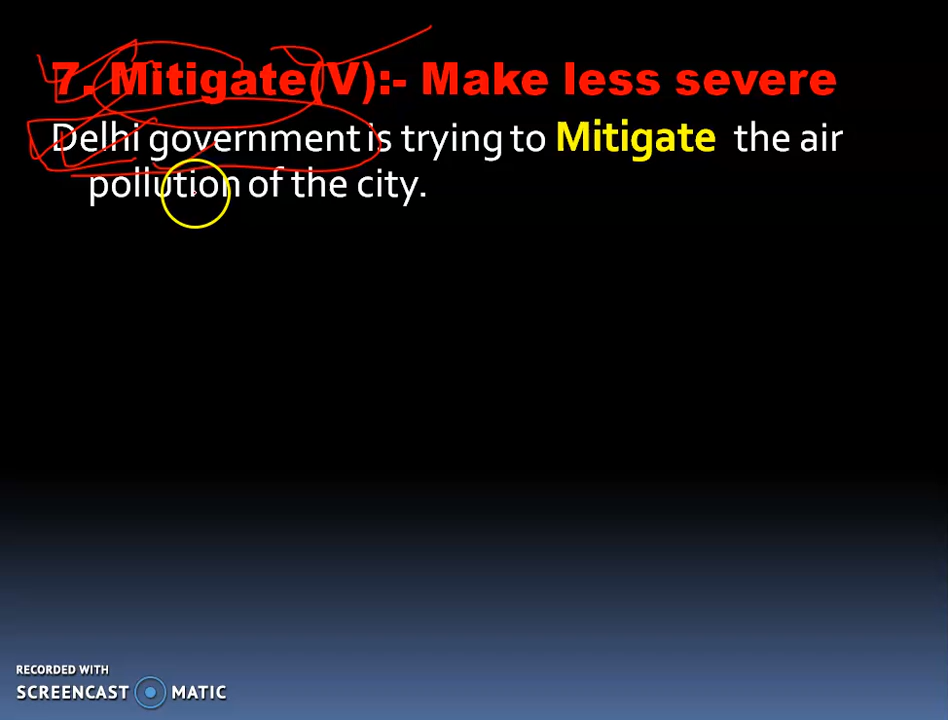 7. Mitigate(V):- Make less severe
Delhi government is trying to Mitigate the air
pollution of the city.
RECORDED WITH
SCREENCAST MATIC